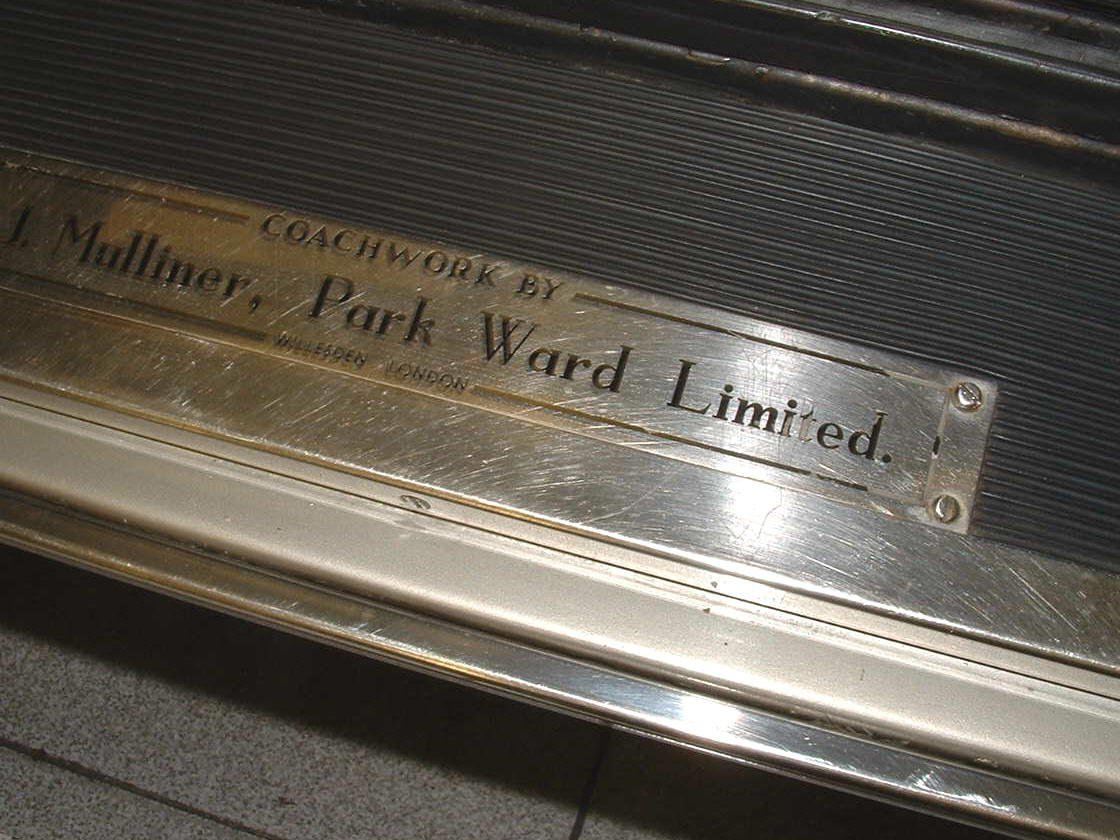 COACHWORK BY
J. Mulliner, Park Ward Limited.
WILLESDEN LONDON